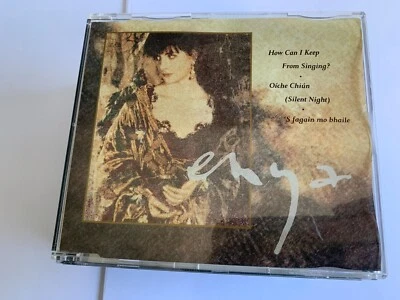 How Can I Keep
From Singing?
•
Oíche Chiún
(Silent Night)
•
'S fagaim mo bhaile
enya